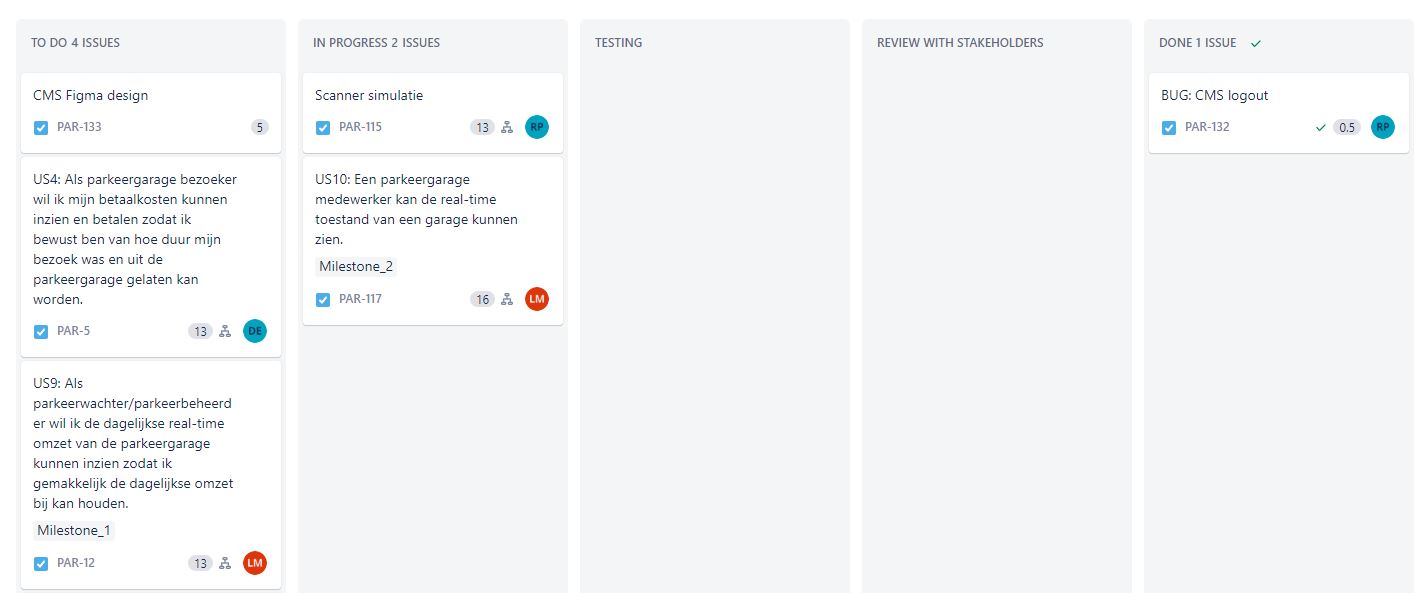 TO DO 4 ISSUES
CMS Figma design
PAR-133
5
US4: Als parkeergarage bezoeker
wil ik mijn betaalkosten kunnen
inzien en betalen zodat ik
bewust ben van hoe duur mijn
bezoek was en uit de
parkeergarage gelaten kan
worden.
PAR-5
13
DE
US9: Als
parkeerwachter/parkeerbeheerd
er wil ik de dagelijkse real-time
omzet van de parkeergarage
kunnen inzien zodat ik
gemakkelijk de dagelijkse omzet
bij kan houden.
Milestone_1
PAR-12
13
LM
IN PROGRESS 2 ISSUES
Scanner simulatie
PAR-115
13
RP
US10: Een parkeergarage
medewerker kan de real-time
toestand van een garage kunnen
zien.
Milestone_2
PAR-117
16
LM
TESTING
REVIEW WITH STAKEHOLDERS
DONE 1 ISSUE
BUG: CMS logout
PAR-132
0.5
RP